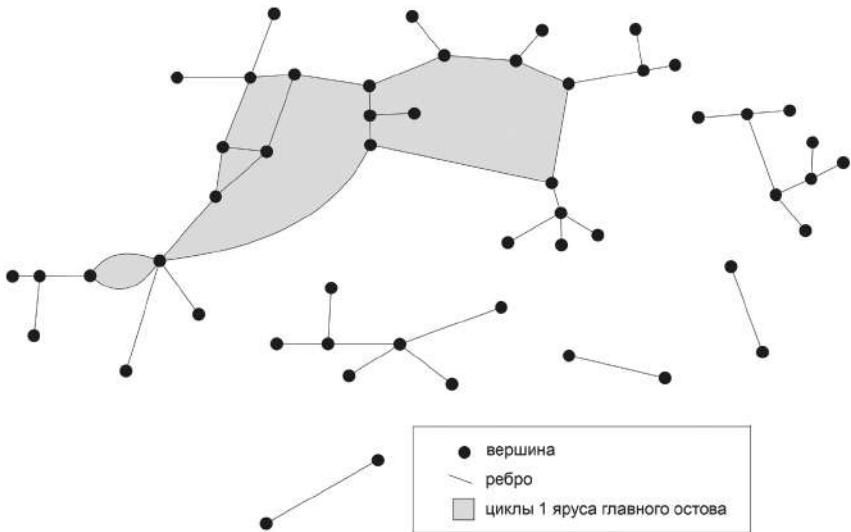 вершина
ребро
циклы 1 яруса главного остова